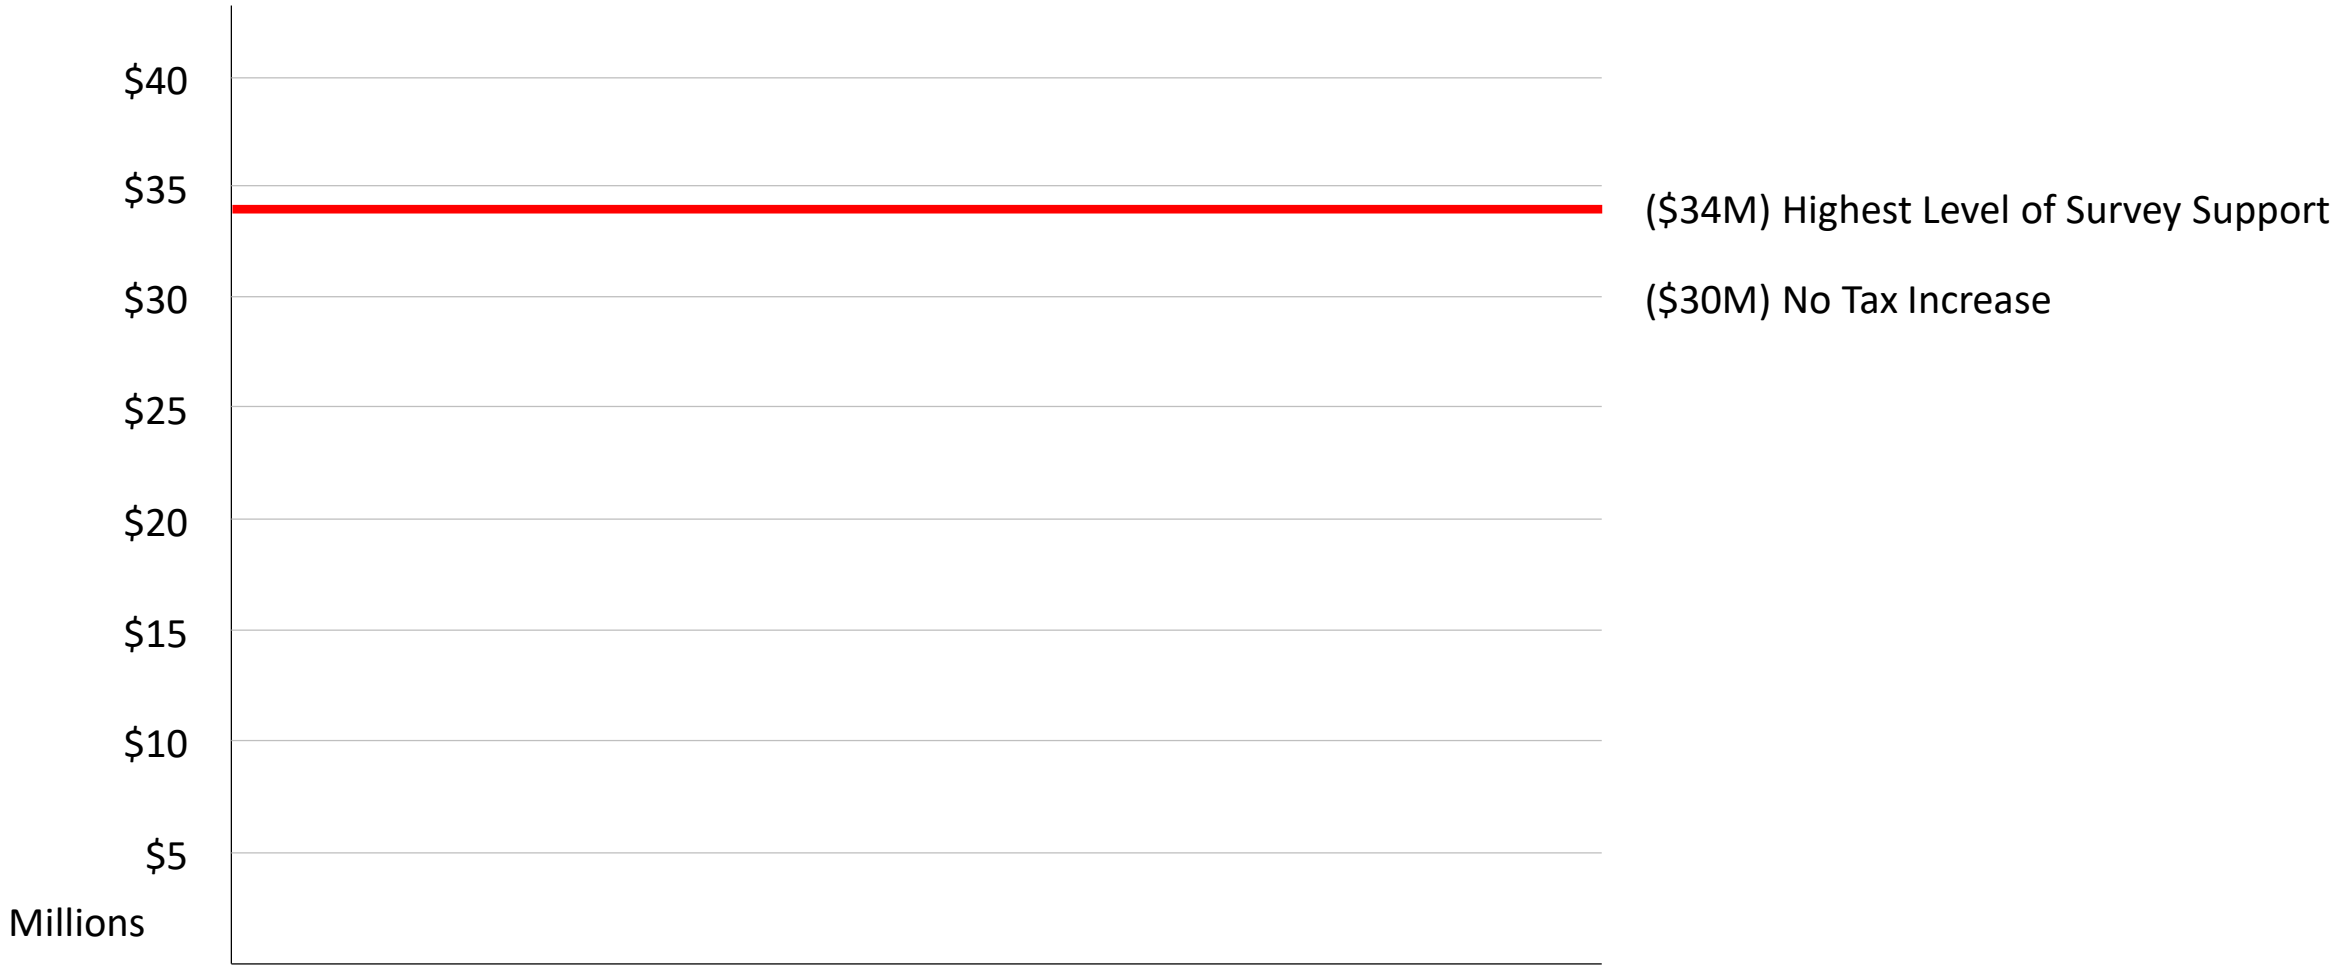 $40
$35
($34M) Highest Level of Survey Support
$30
($30M) No Tax Increase
$25
$20
$15
$10
$5
Millions